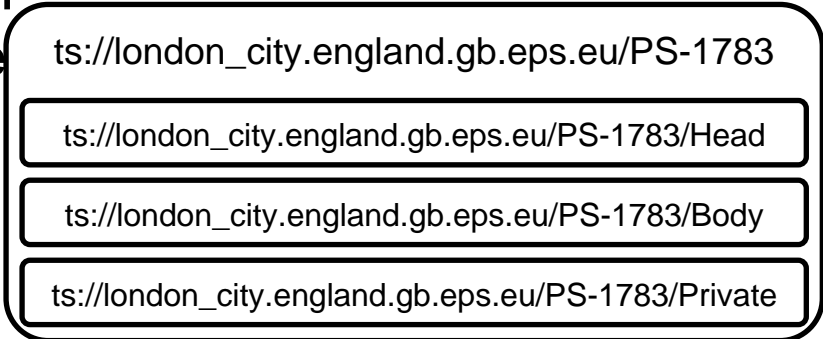 ts://london_city.england.gb.eps.eu/PS-1783
ts://london_city.england.gb.eps.eu/PS-1783/Head
ts://london_city.england.gb.eps.eu/PS-1783/Body
ts://london_city.england.gb.eps.eu/PS-1783/Private